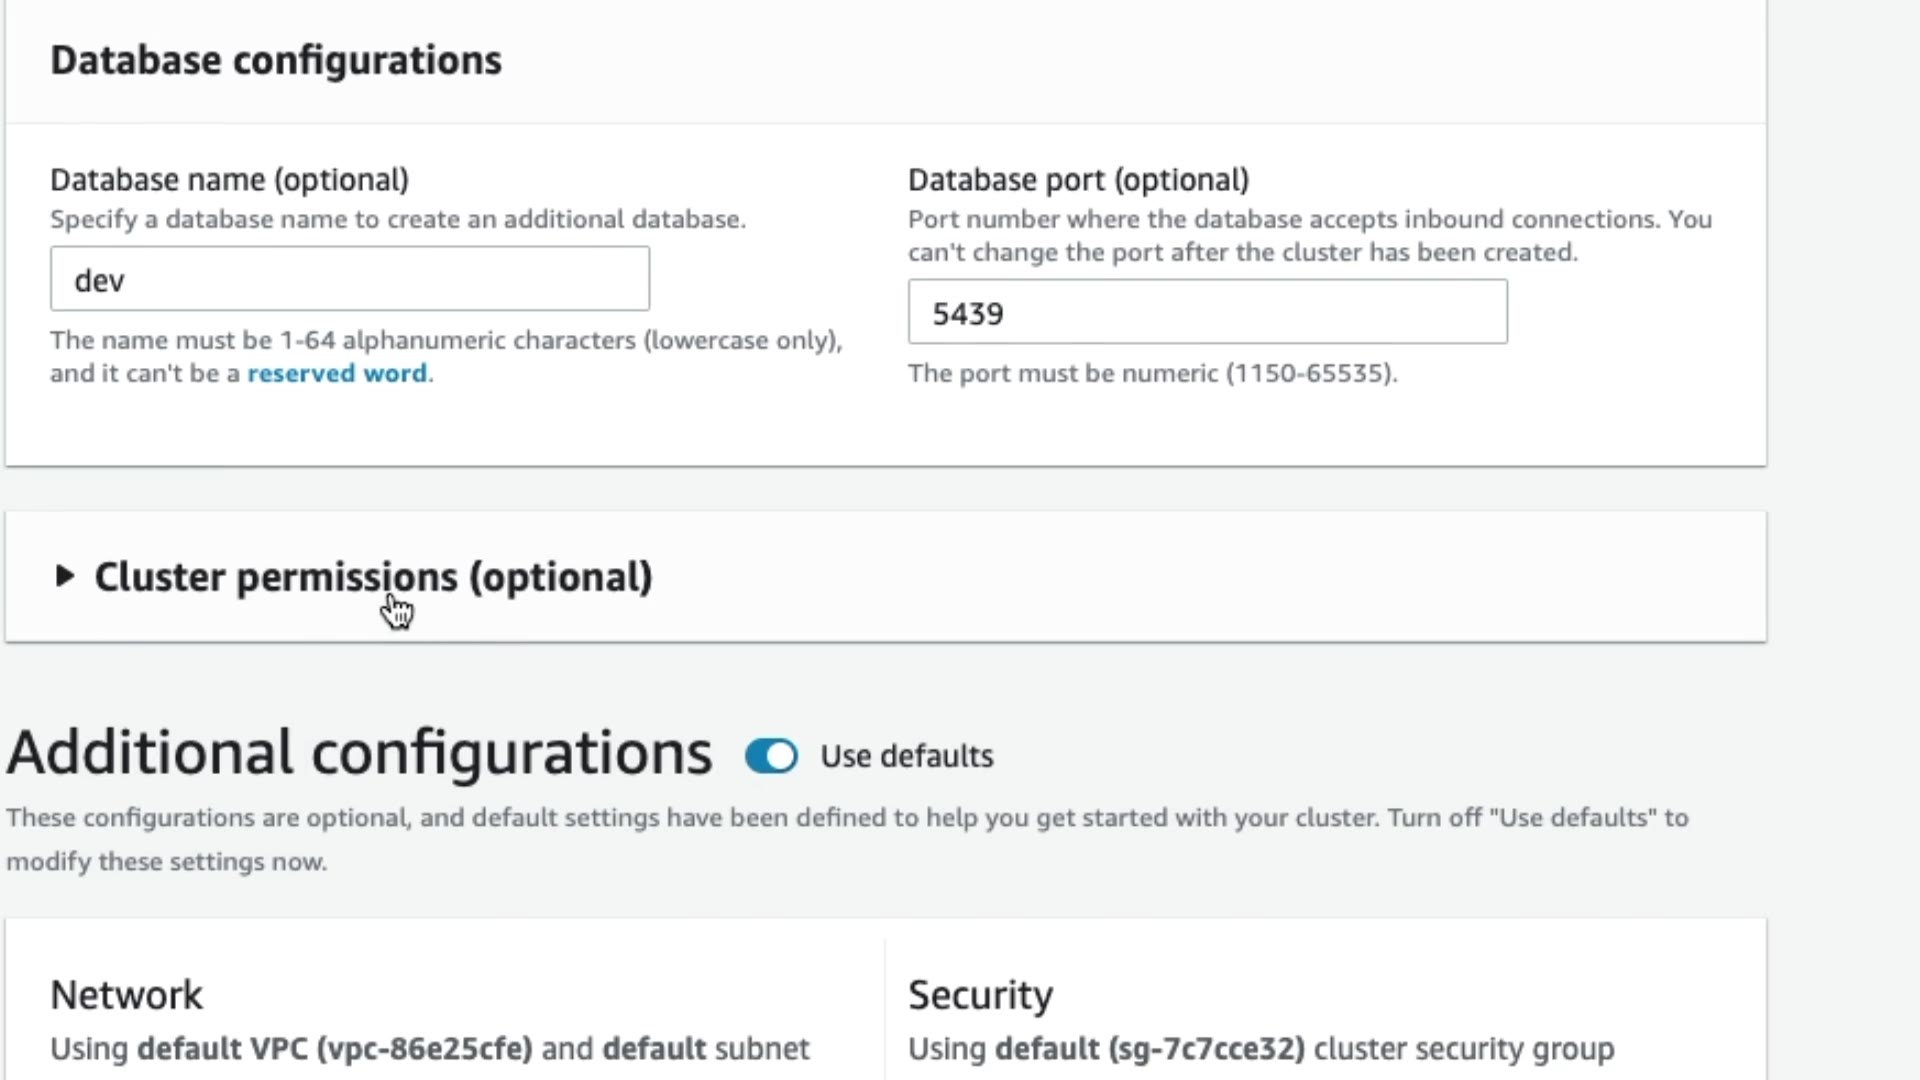 Database configurations
Database name (optional)
Specify a database name to create an additional database.
dev
The name must be 1-64 alphanumeric characters (lowercase only),
and it can't be a reserved word.
Database port (optional)
Port number where the database accepts inbound connections. You
can't change the port after the cluster has been created.
5439
The port must be numeric (1150-65535).
Cluster permissions (optional)
Additional configurations
Use defaults
These configurations are optional, and default settings have been defined to help you get started with your cluster. Turn off "Use defaults" to
modify these settings now.
Network
Using default VPC (vpc-86e25cfe) and default subnet
Security
Using default (sg-7c7cce32) cluster security group